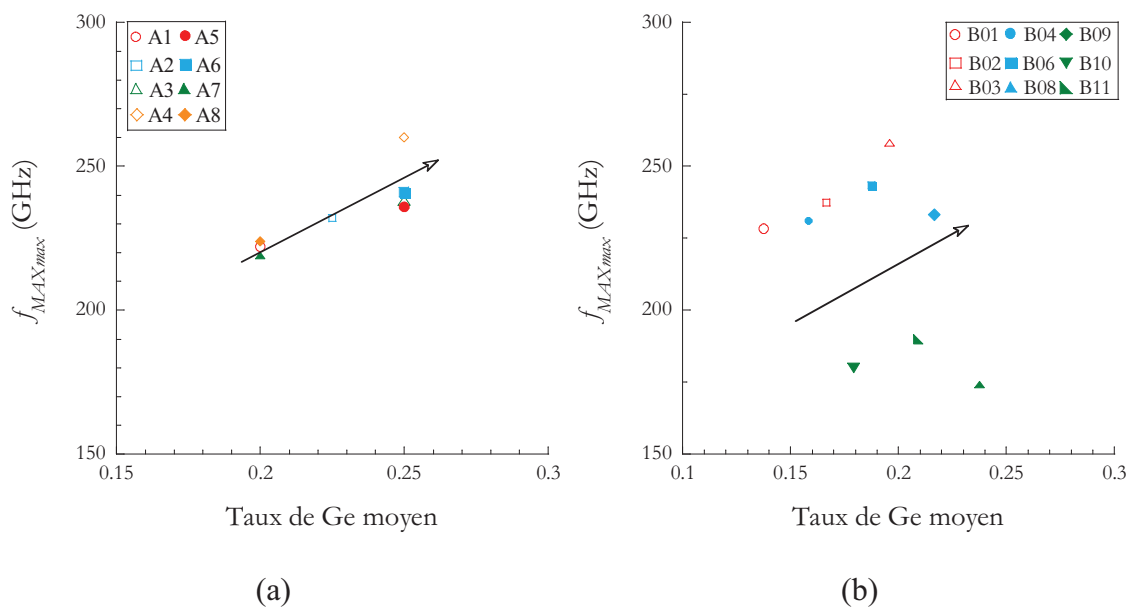 300
250
200
150
f_MAXmax (GHz)
A1 A5
A2 A6
A3 A7
A4 A8
0.15 0.2 0.25 0.3
Taux de Ge moyen
(a)
300
250
200
150
f_MAXmax (GHz)
B01 B04 B09
B02 B06 B10
B03 B08 B11
0.1 0.15 0.2 0.25 0.3
Taux de Ge moyen
(b)